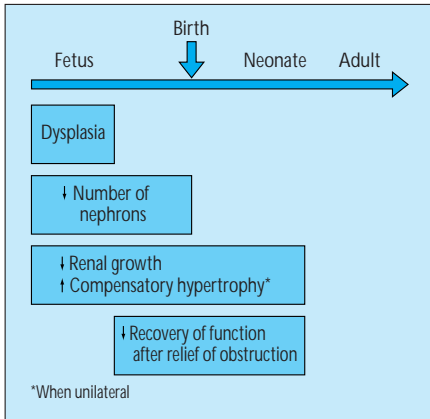 Birth
Fetus Neonate Adult
Dysplasia
↓ Number of
nephrons
↓ Renal growth
↑ Compensatory hypertrophy*
↓ Recovery of function
after relief of obstruction
*When unilateral